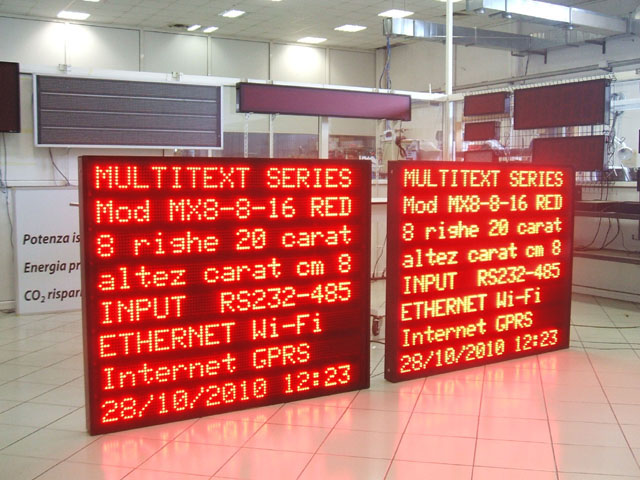 MULTITEXT SERIES
Mod MX8-8-16 RED
8 righe 20 carat
altez carat cm 8
INPUT RS232-485
ETHERNET Wi-Fi
Internet GPRS
28/10/2010 12:23
MULTITEXT SERIES
Mod MX8-8-16 RED
8 righe 20 carat
altez carat cm 8
INPUT RS232-485
ETHERNET Wi-Fi
Internet GPRS
28/10/2010 12:23
Potenza
Energia
CO₂